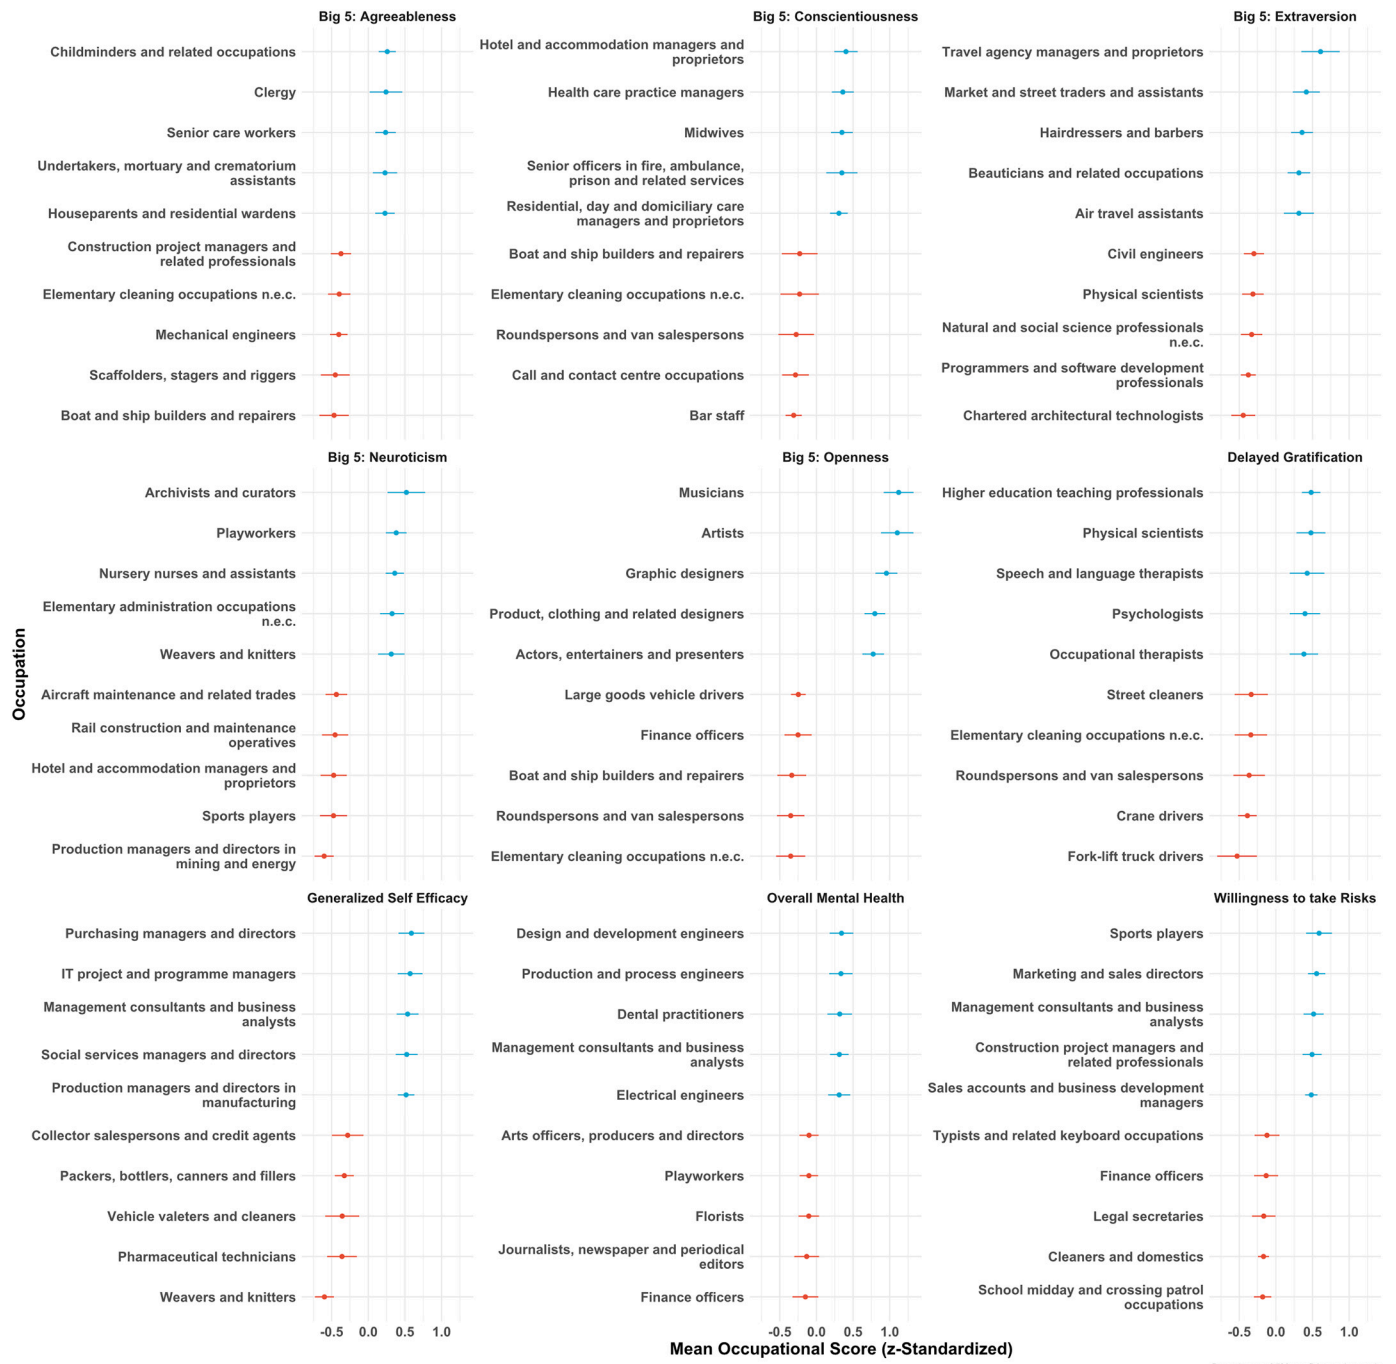 Big 5: Agreeableness
Childminders and related occupations
Clergy
Senior care workers
Undertakers, mortuary and crematorium
assistants
Houseparents and residential wardens
Construction project managers and
related professionals
Elementary cleaning occupations n.e.c.
Mechanical engineers
Scaffolders, stagers and riggers
Boat and ship builders and repairers
Big 5: Conscientiousness
Hotel and accommodation managers and
proprietors
Health care practice managers
Midwives
Senior officers in fire, ambulance,
prison and related services
Residential, day and domiciliary care
managers and proprietors
Boat and ship builders and repairers
Elementary cleaning occupations n.e.c.
Roundspersons and van salespersons
Call and contact centre occupations
Bar staff
Big 5: Extraversion
Travel agency managers and proprietors
Market and street traders and assistants
Hairdressers and barbers
Beauticians and related occupations
Air travel assistants
Civil engineers
Physical scientists
Natural and social science professionals
n.e.c.
Programmers and software development
professionals
Chartered architectural technologists
Occupation
Big 5: Neuroticism
Archivists and curators
Playworkers
Nursery nurses and assistants
Elementary administration occupations
n.e.c.
Weavers and knitters
Aircraft maintenance and related trades
Rail construction and maintenance
operatives
Hotel and accommodation managers and
proprietors
Sports players
Production managers and directors in
mining and energy
Big 5: Openness
Musicians
Artists
Graphic designers
Product, clothing and related designers
Actors, entertainers and presenters
Large goods vehicle drivers
Finance officers
Boat and ship builders and repairers
Roundspersons and van salespersons
Elementary cleaning occupations n.e.c.
Delayed Gratification
Higher education teaching professionals
Physical scientists
Speech and language therapists
Psychologists
Occupational therapists
Street cleaners
Elementary cleaning occupations n.e.c.
Roundspersons and van salespersons
Crane drivers
Fork-lift truck drivers
Generalized Self Efficacy
Purchasing managers and directors
IT project and programme managers
Management consultants and business
analysts
Social services managers and directors
Production managers and directors in
manufacturing
Collector salespersons and credit agents
Packers, bottlers, canners and fillers
Vehicle valeters and cleaners
Pharmaceutical technicians
Weavers and knitters
-0.5 0.0 0.5 1.0
Overall Mental Health
Design and development engineers
Production and process engineers
Dental practitioners
Management consultants and business
analysts
Electrical engineers
Arts officers, producers and directors
Playworkers
Florists
Journalists, newspaper and periodical
editors
Finance officers
-0.5 0.0 0.5 1.0
Willingness to take Risks
Sports players
Marketing and sales directors
Management consultants and business
analysts
Construction project managers and
related professionals
Sales accounts and business development
managers
Typists and related keyboard occupations
Finance officers
Legal secretaries
Cleaners and domestics
School midday and crossing patrol
occupations
-0.5 0.0 0.5 1.0
Mean Occupational Score (z-Standardized)